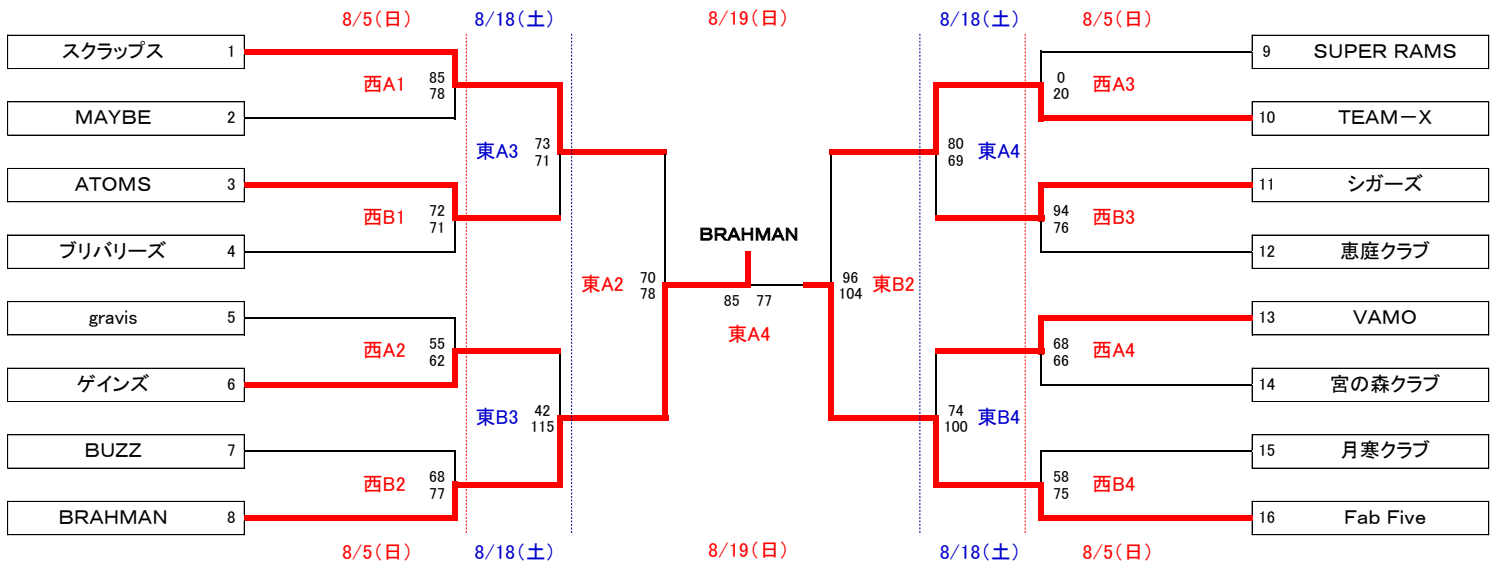 8/5(日) 8/18(土) 8/19(日) 8/18(土) 8/5(日)
スクラップス 1
西A1 85 78
MAYBE 2
東A3 73 71
ATOMS 3
西B1 72 71
ブリバリーズ 4
東A2 70 78
gravis 5
西A2 55 62
ゲインズ 6
東B3 42 115
BUZZ 7
西B2 68 77
BRAHMAN 8
BRAHMAN
85 77
東A4
9 SUPER RAMS
0 20 西A3
10 TEAM－X
80 69 東A4
11 シガーズ
94 76 西B3
12 恵庭クラブ
96 104 東B2
13 VAMO
68 66 西A4
14 宮の森クラブ
74 100 東B4
15 月寒クラブ
58 75 西B4
16 Fab Five
8/5(日) 8/18(土) 8/19(日) 8/18(土) 8/5(日)